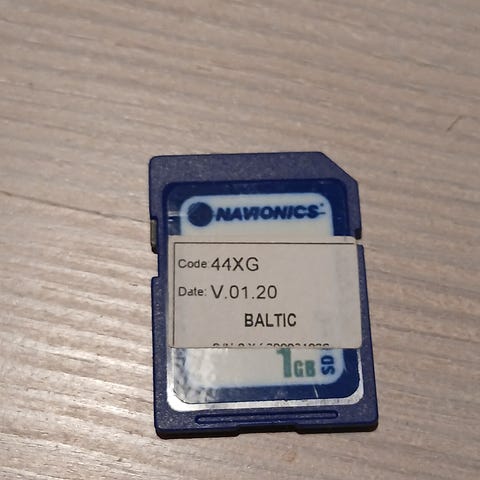 NAVIONICS
Code: 44XG
Date: V.01.20
BALTIC
1GB SD